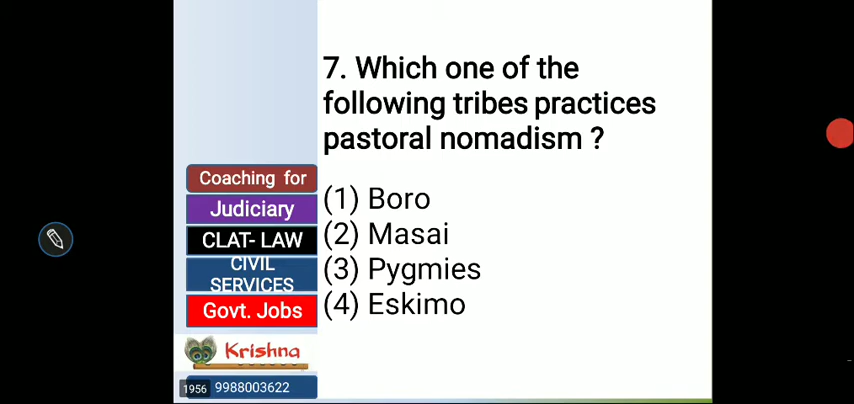 7. Which one of the
following tribes practices
pastoral nomadism ?
(1) Boro
(2) Masai
(3) Pygmies
(4) Eskimo
Coaching for
Judiciary
CLAT- LAW
CIVIL
SERVICES
Govt. Jobs
Krishna
1956
9988003622